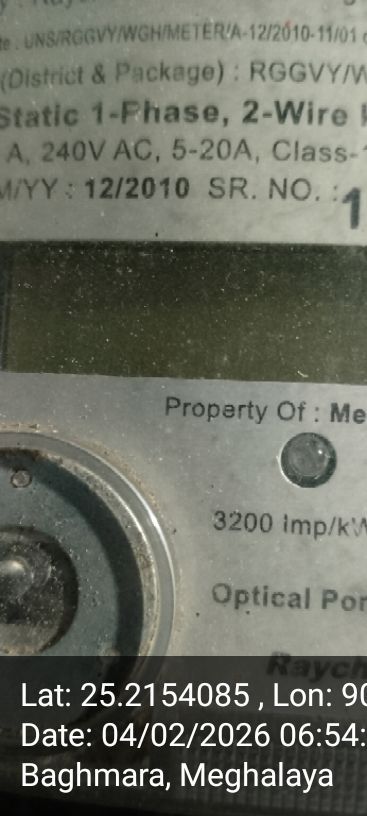 te : UNS/RGGVY/WGH/METER/A-12/2010-11/01
(District & Package) : RGGVY/W
Static 1-Phase, 2-Wire
A, 240V AC, 5-20A, Class-
M/YY : 12/2010 SR. NO. :1
Property Of : Me
3200 Imp/kW
Optical Por
Raych
Lat: 25.2154085 , Lon: 90
Date: 04/02/2026 06:54:
Baghmara, Meghalaya